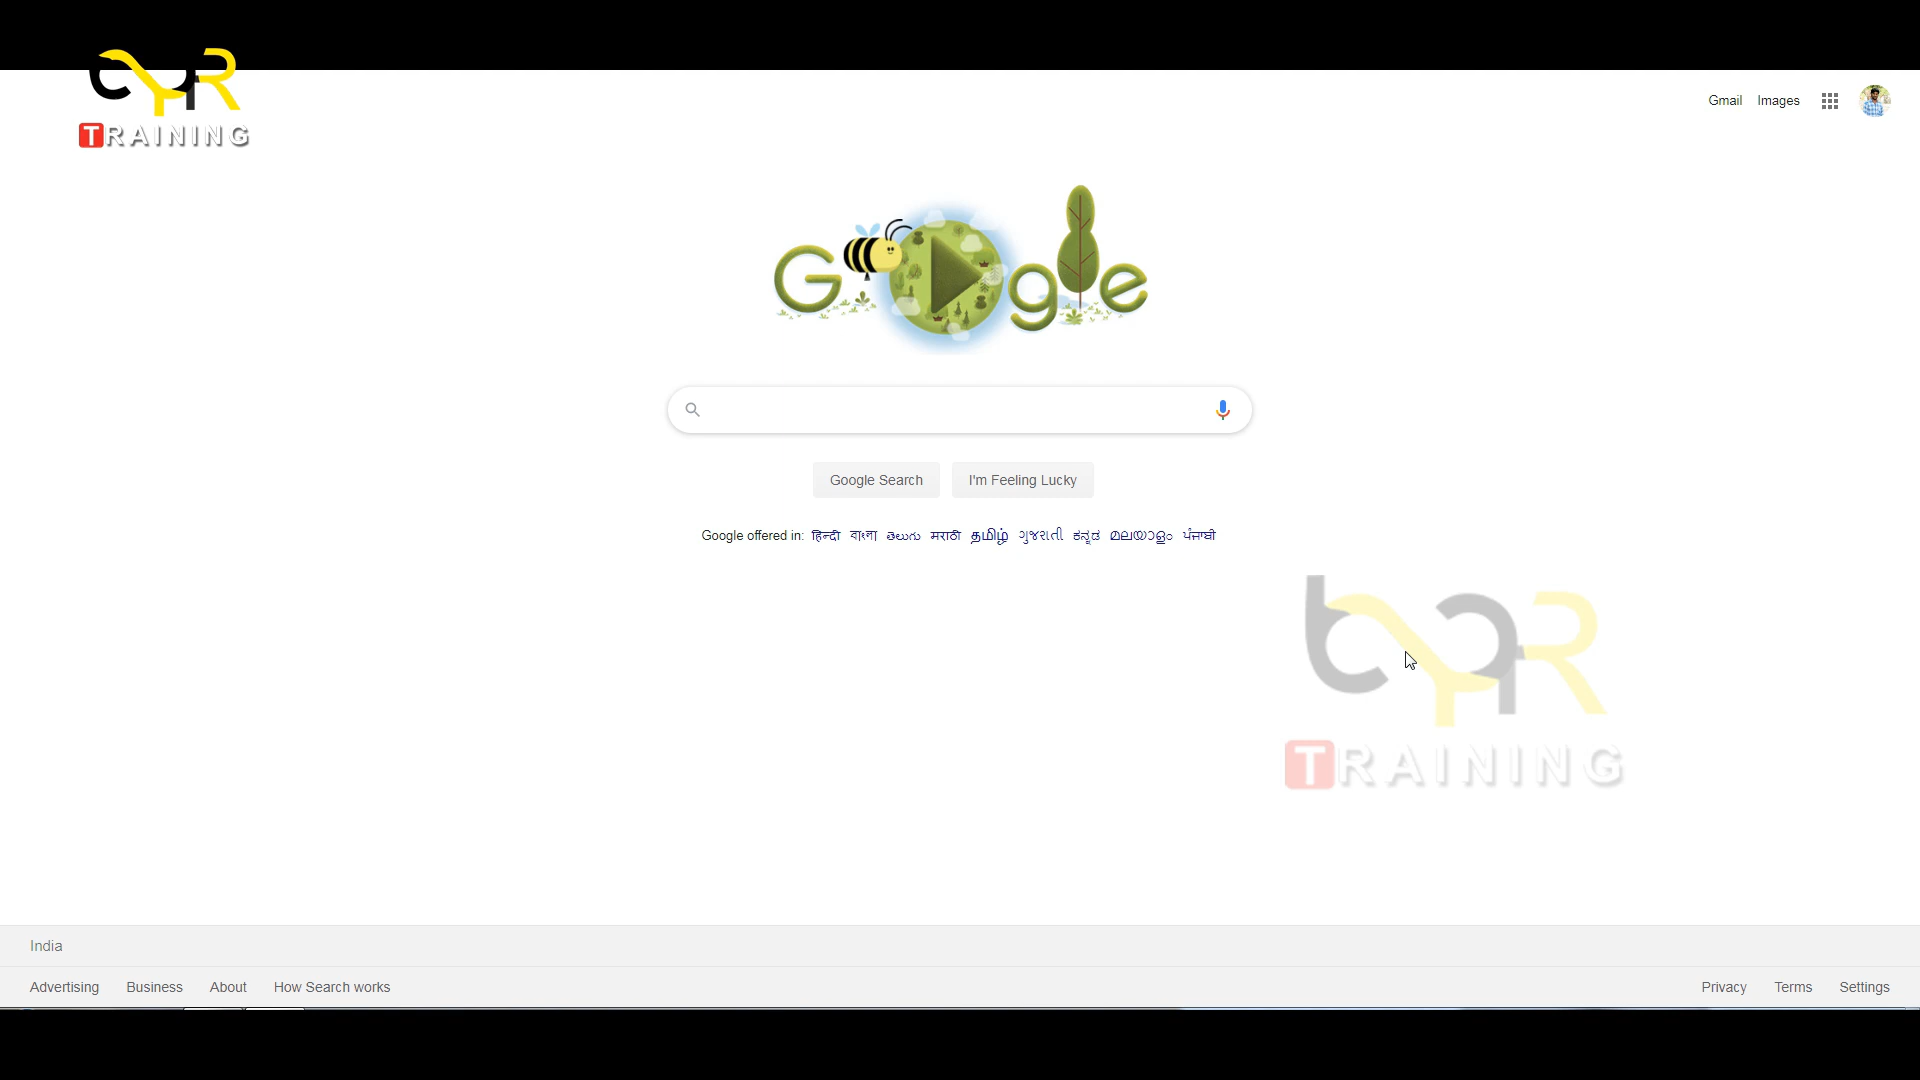 TRAINING
Gmail Images
Google
Google Search I'm Feeling Lucky
Google offered in: हिन्दी বাংলা తెలుగు मराठी தமிழ் ગુજરાતી ಕನ್ನಡ മലയാളം ਪੰਜਾਬੀ
TRAINING
India
Advertising Business About How Search works Privacy Terms Settings